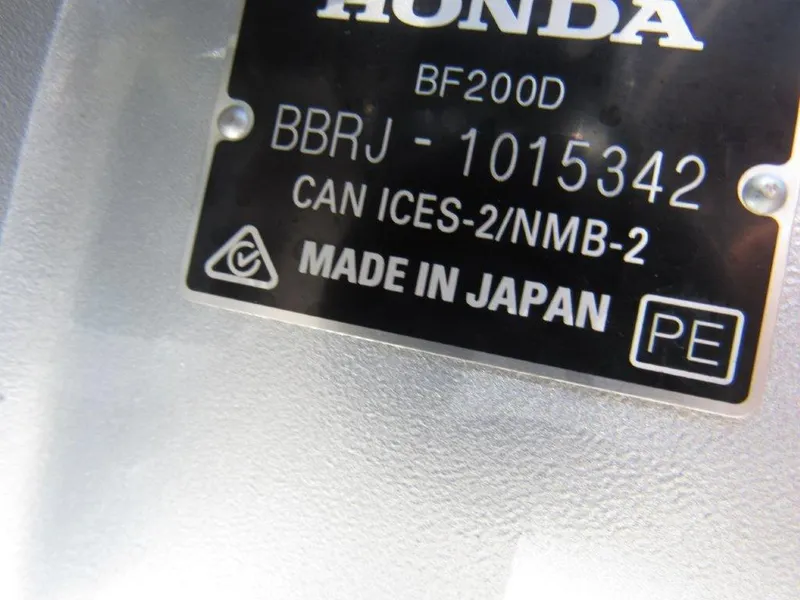 HONDA
BF200D
BBRJ - 1015342
CAN ICES-2/NMB-2
MADE IN JAPAN
PE